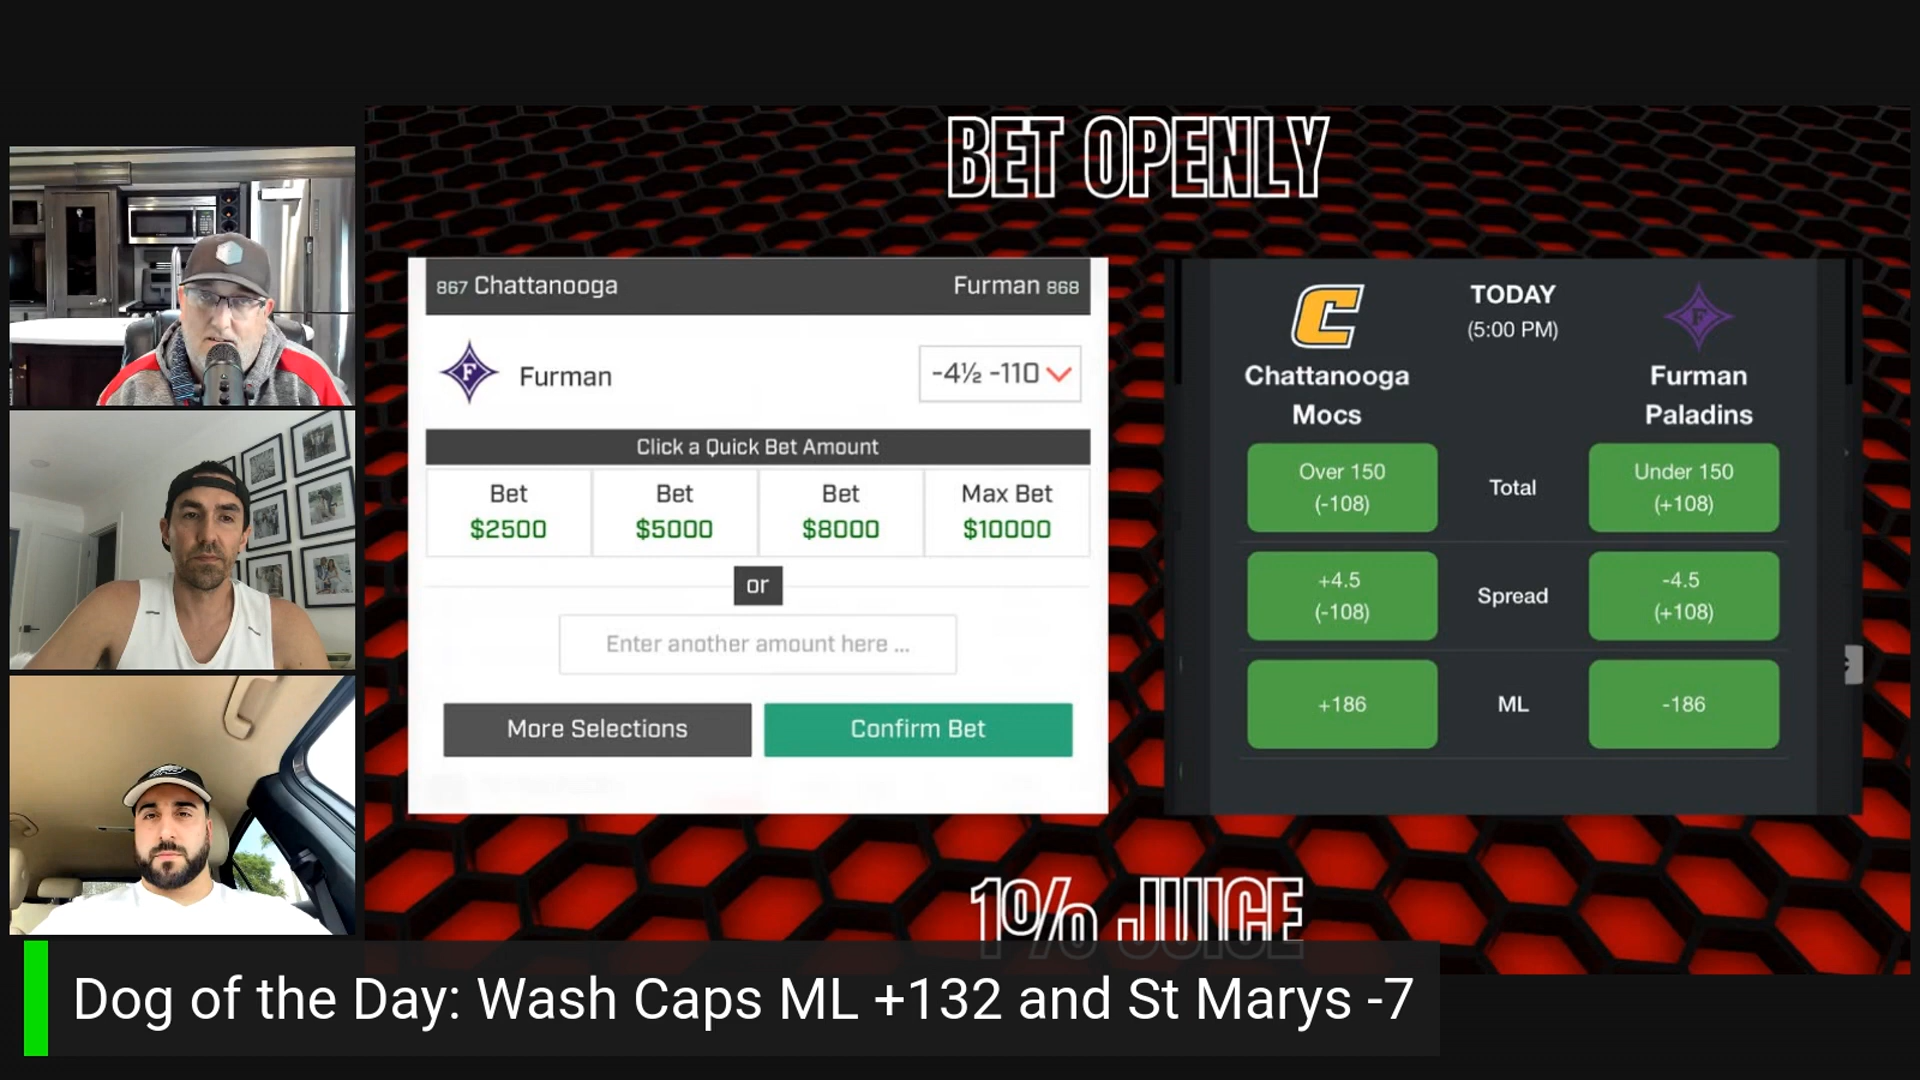 BET OPENLY
867 Chattanooga Furman 868
F Furman -4½ -110
Click a Quick Bet Amount
Bet Bet Bet Max Bet
$2500 $5000 $8000 $10000
or
Enter another amount here ...
More Selections Confirm Bet
C TODAY F
(5:00 PM)
Chattanooga Furman
Mocs Paladins
Over 150 Total Under 150
(-108) (+108)
+4.5 Spread -4.5
(-108) (+108)
+186 ML -186
1% JUICE
Dog of the Day: Wash Caps ML +132 and St Marys -7